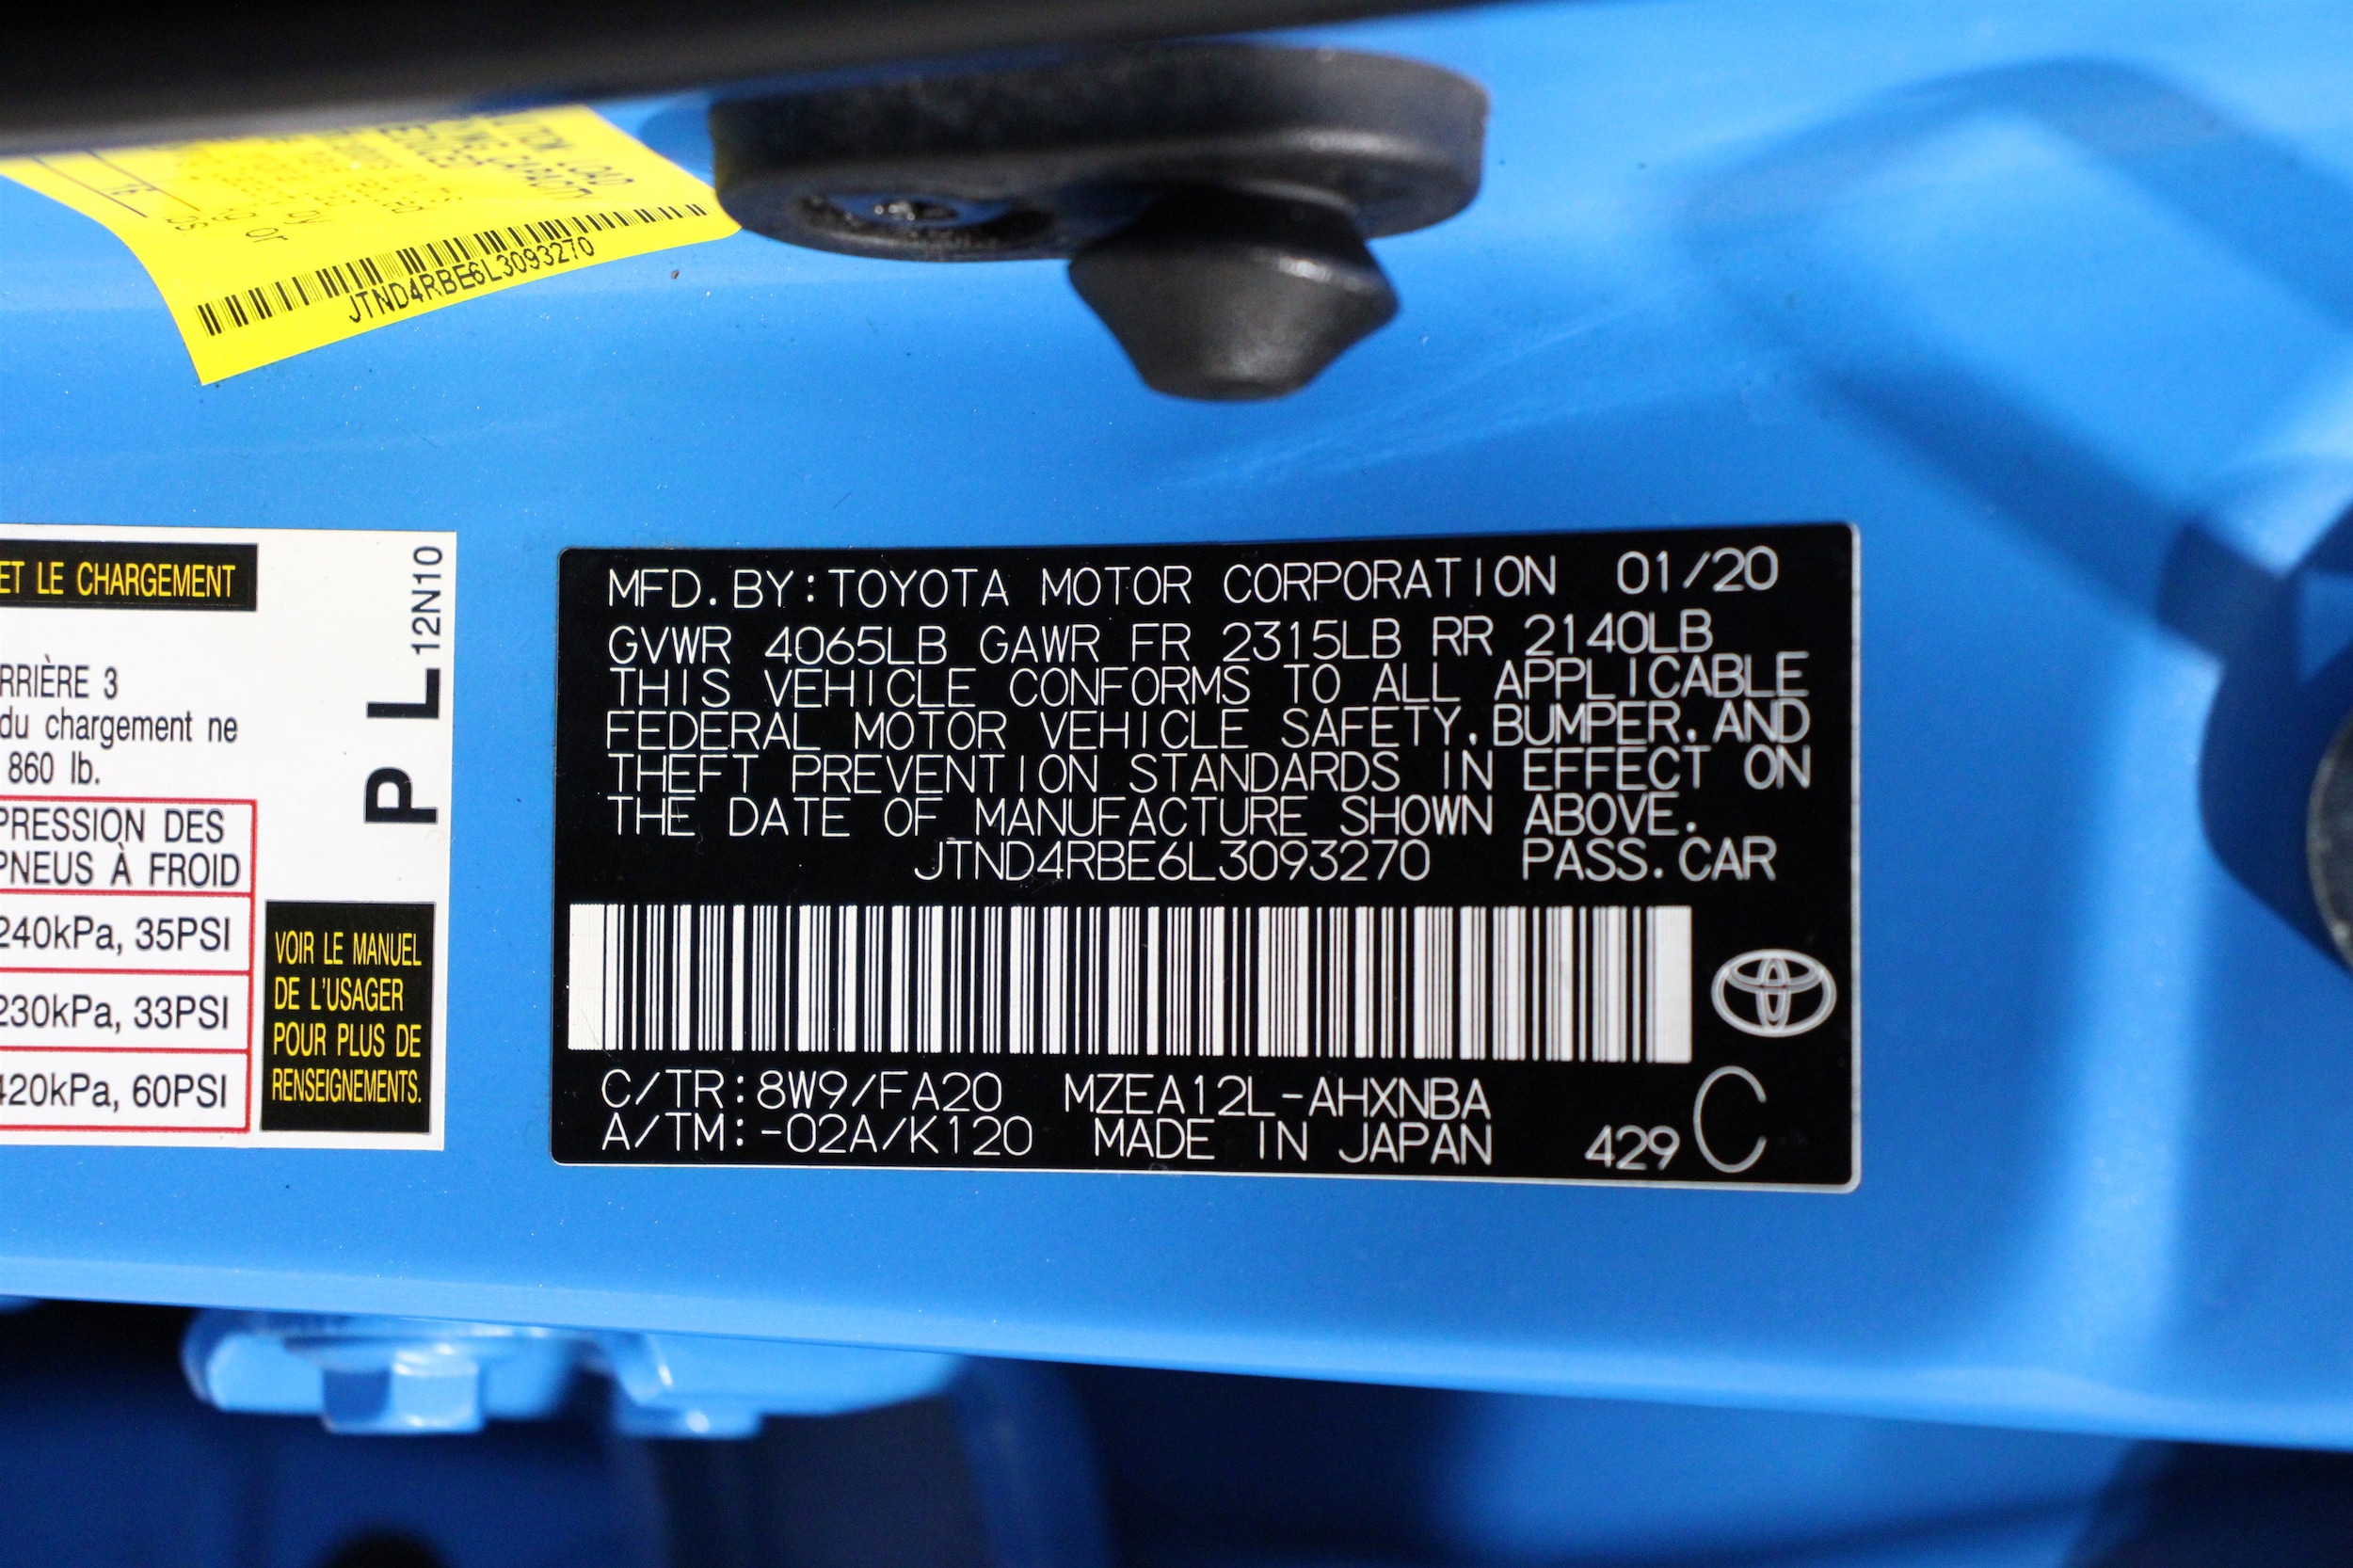 JTND4RBE6L3093270
ET LE CHARGEMENT
RRIÈRE 3
du chargement ne
860 lb.
PRESSION DES
PNEUS À FROID
240kPa, 35PSI
230kPa, 33PSI
420kPa, 60PSI
P L 12N10
VOIR LE MANUEL
DE L'USAGER
POUR PLUS DE
RENSEIGNEMENTS.
MFD.BY:TOYOTA MOTOR CORPORATION 01/20
GVWR 4065LB GAWR FR 2315LB RR 2140LB
THIS VEHICLE CONFORMS TO ALL APPLICABLE
FEDERAL MOTOR VEHICLE SAFETY,BUMPER,AND
THEFT PREVENTION STANDARDS IN EFFECT ON
THE DATE OF MANUFACTURE SHOWN ABOVE.
JTND4RBE6L3093270 PASS.CAR
C/TR:8W9/FA20 MZEA12L-AHXNBA
A/TM:-02A/K120 MADE IN JAPAN 429 C